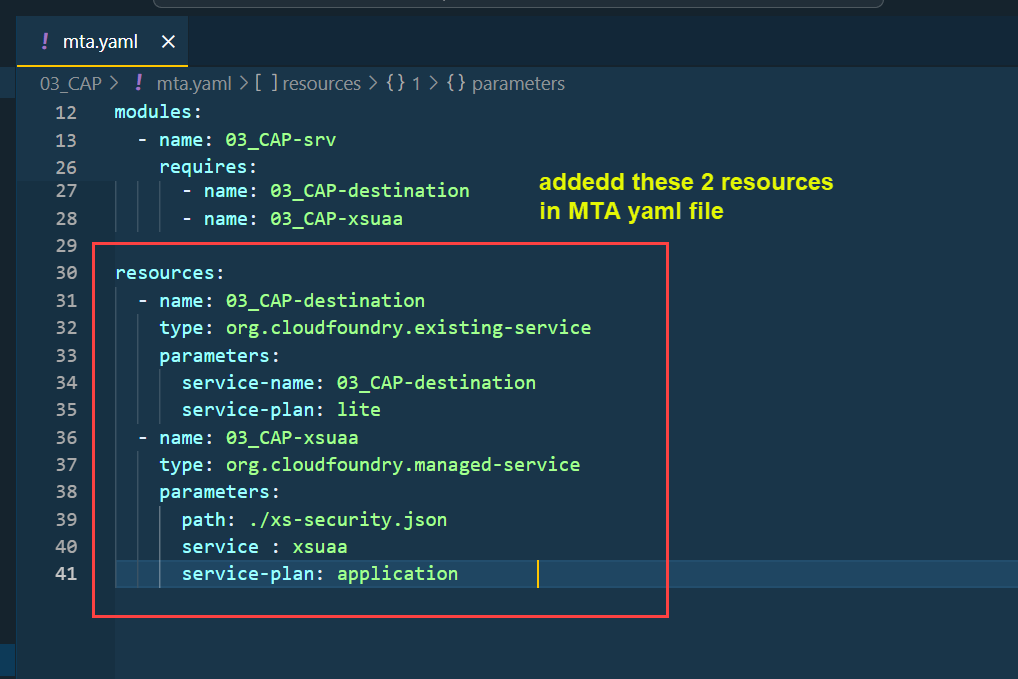 ! mta.yaml ×
03_CAP > ! mta.yaml > [ ] resources > {} 1 > {} parameters
12 modules:
13 - name: 03_CAP-srv
26 requires:
27 - name: 03_CAP-destination
28 - name: 03_CAP-xsuaa
addedd these 2 resources
in MTA yaml file
29
30 resources:
31 - name: 03_CAP-destination
32 type: org.cloudfoundry.existing-service
33 parameters:
34 service-name: 03_CAP-destination
35 service-plan: lite
36 - name: 03_CAP-xsuaa
37 type: org.cloudfoundry.managed-service
38 parameters:
39 path: ./xs-security.json
40 service : xsuaa
41 service-plan: application